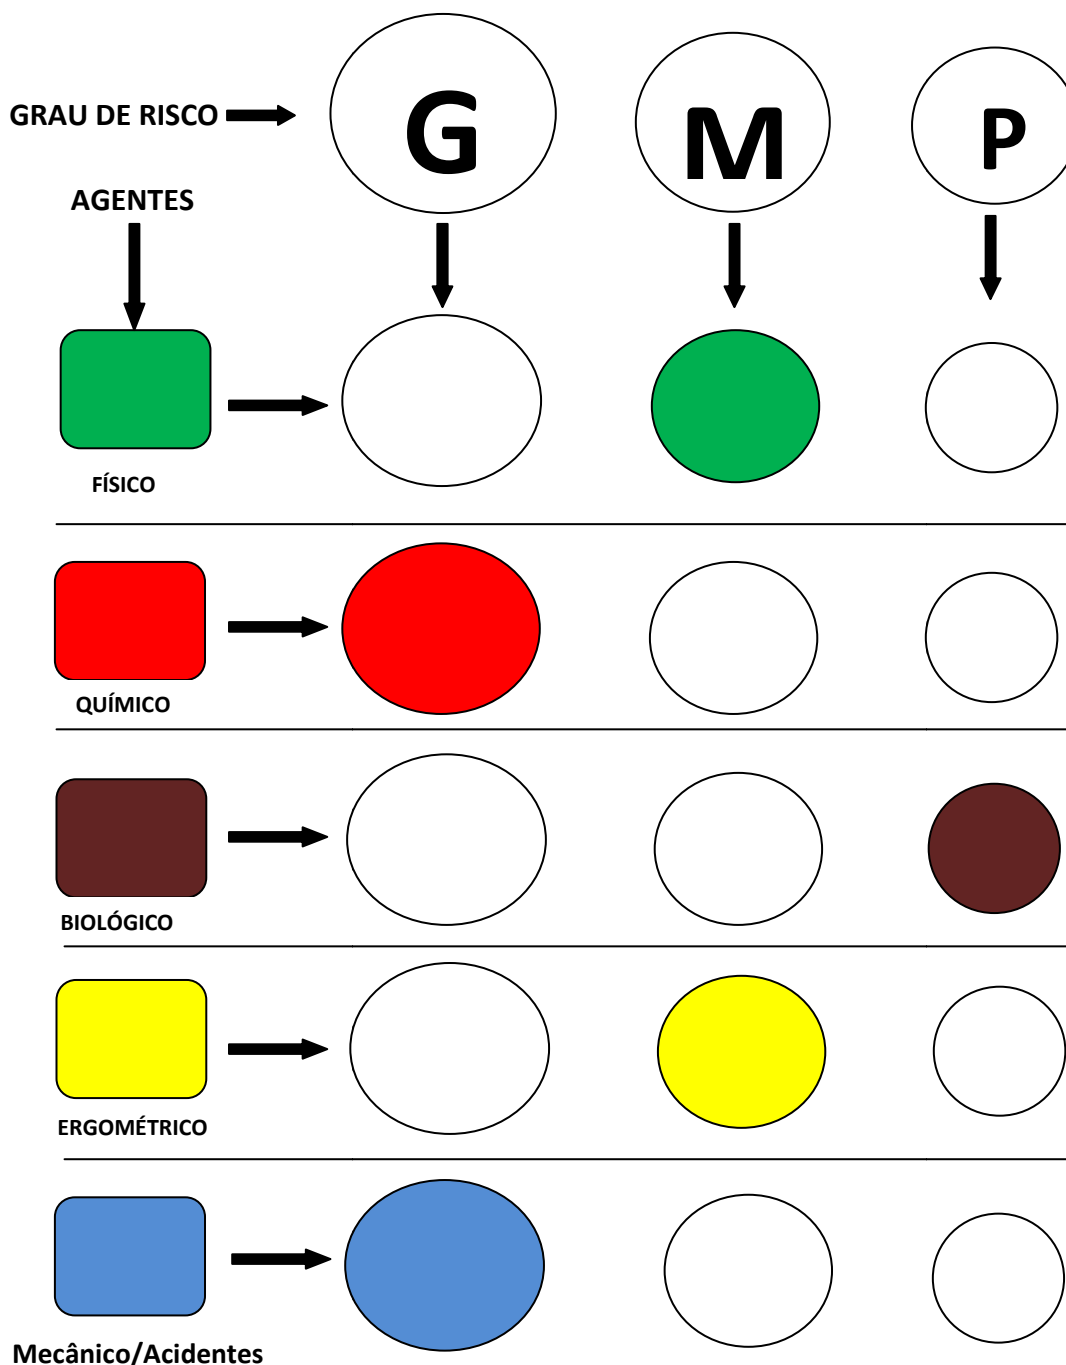 GRAU DE RISCO
G
M
P
AGENTES
FÍSICO
QUÍMICO
BIOLÓGICO
ERGOMÉTRICO
Mecânico/Acidentes